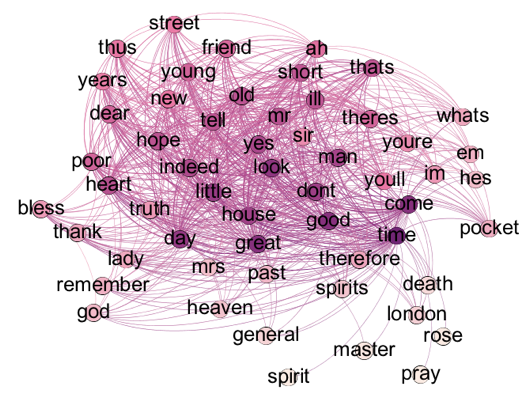 street
thus
friend
ah
thats
years
young
short
new
old
ill
dear
tell
mr
theres
whats
hope
yes
sir
youre
poor
indeed
look
man
em
heart
little
dont
youll
im
hes
bless
truth
house
good
come
pocket
thank
day
great
time
lady
mrs
past
therefore
remember
spirits
death
god
heaven
london
general
rose
master
spirit
pray